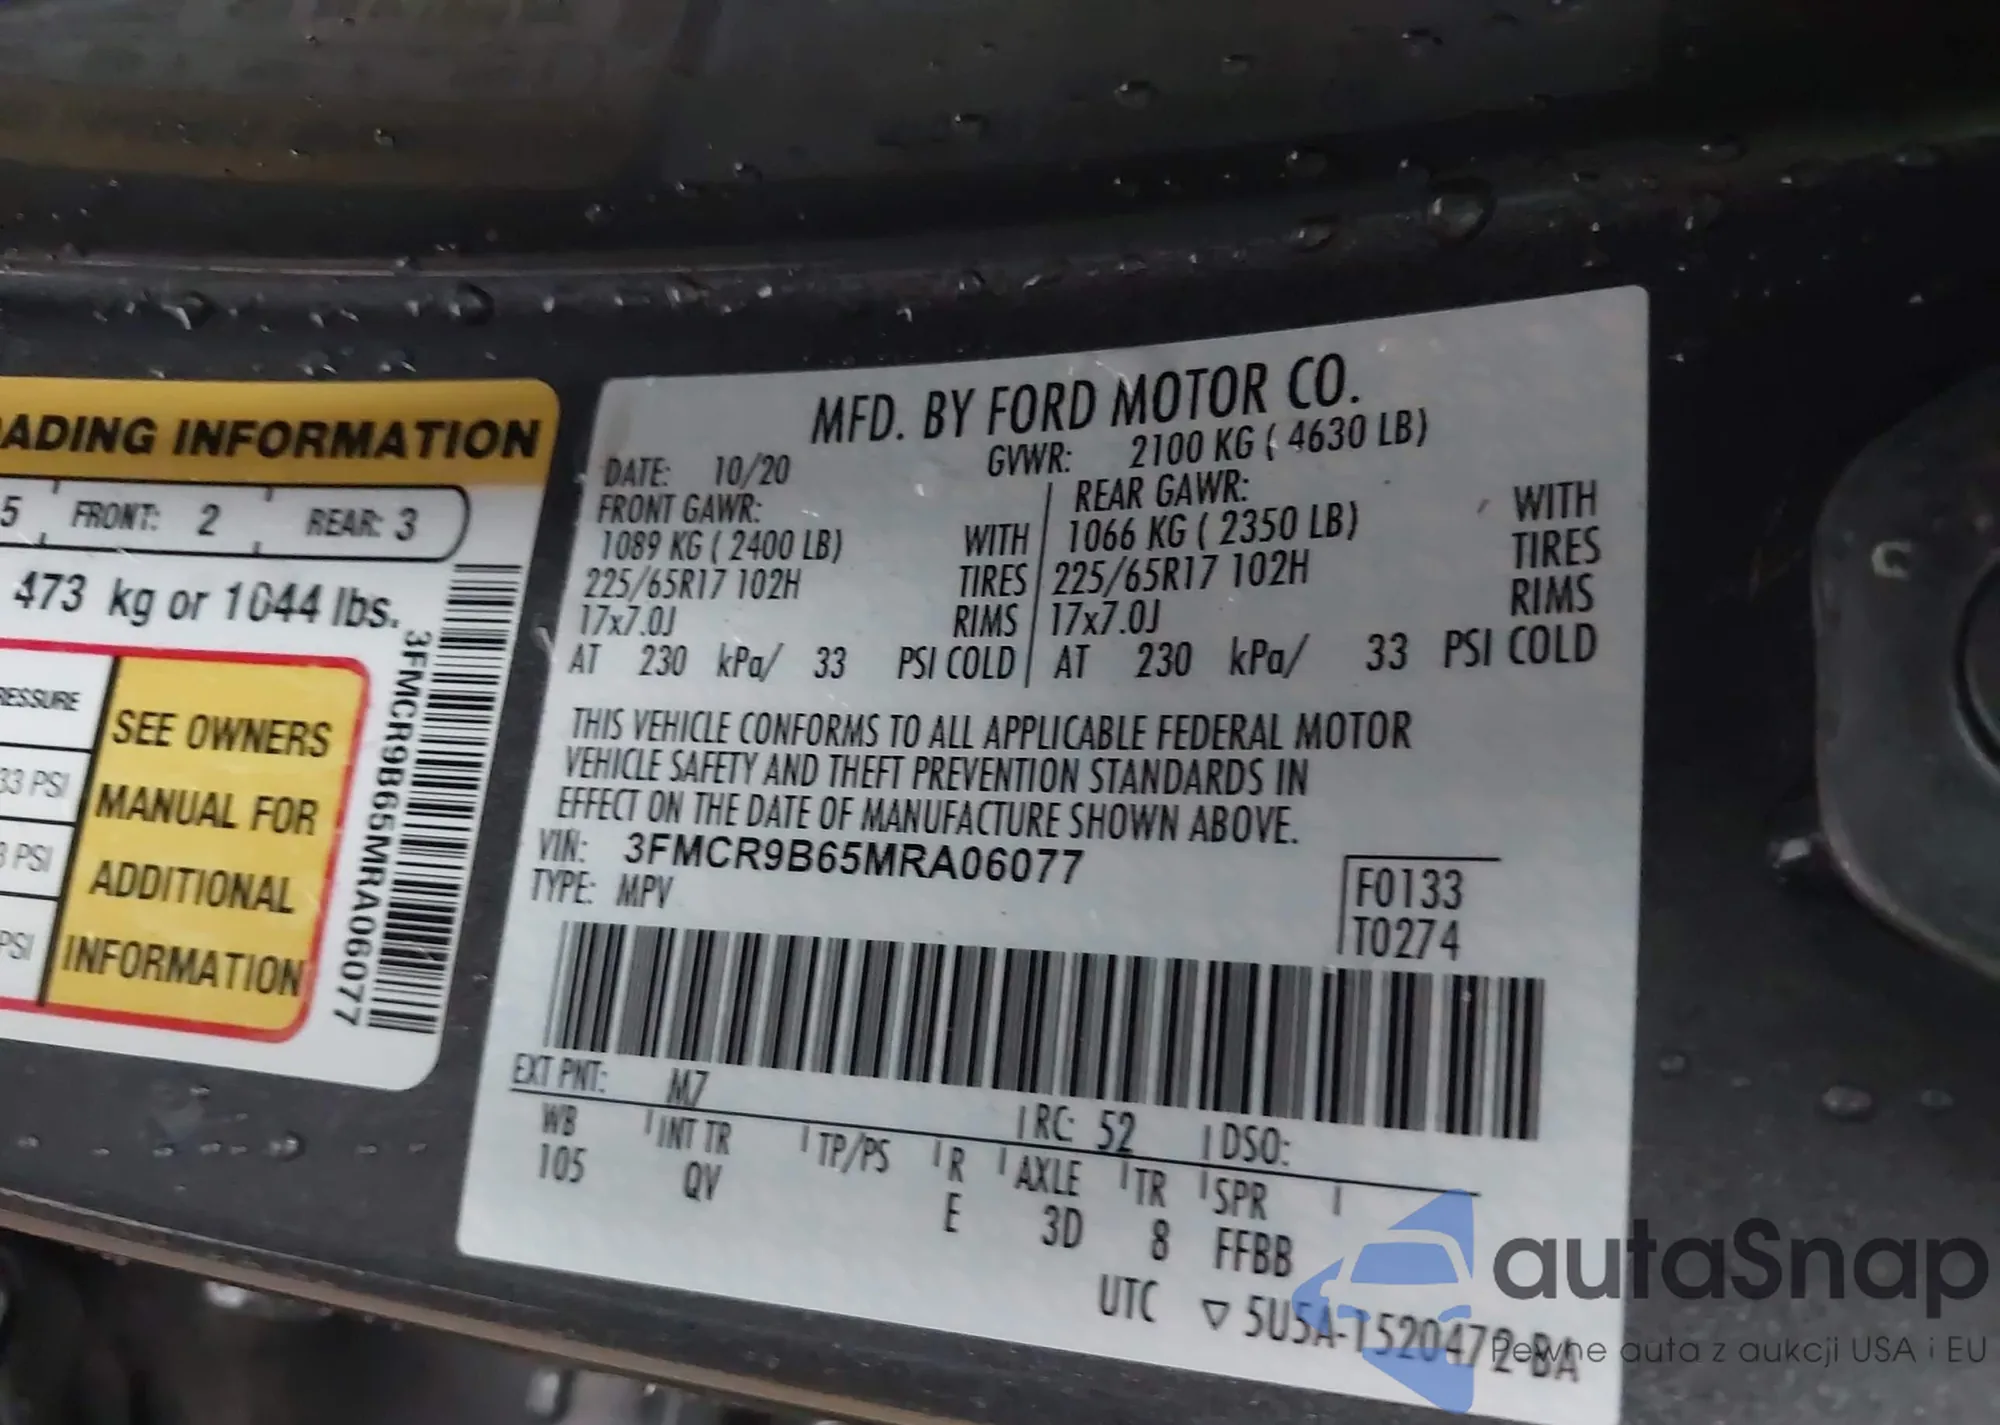 ADING INFORMATION
5 FRONT: 2 REAR: 3
473 kg or 1044 lbs.
RESSURE
33 PSI
3 PSI
PSI
SEE OWNERS
MANUAL FOR
ADDITIONAL
INFORMATION
3FMCR9B65MRA06077
MFD. BY FORD MOTOR CO.
DATE: 10/20 GVWR: 2100 KG ( 4630 LB)
FRONT GAWR: REAR GAWR:
1089 KG ( 2400 LB) WITH 1066 KG ( 2350 LB) WITH
225/65R17 102H TIRES 225/65R17 102H TIRES
17x7.0J RIMS 17x7.0J RIMS
AT 230 kPa/ 33 PSI COLD AT 230 kPa/ 33 PSI COLD
THIS VEHICLE CONFORMS TO ALL APPLICABLE FEDERAL MOTOR
VEHICLE SAFETY AND THEFT PREVENTION STANDARDS IN
EFFECT ON THE DATE OF MANUFACTURE SHOWN ABOVE.
VIN: 3FMCR9B65MRA06077
TYPE: MPV
F0133
T0274
EXT PNT: M7 RC: 52 DSO:
WB INT TR TP/PS R AXLE TR SPR
105 QV E 3D 8 FFBB
UTC ▽ 5U5A-1520472-BA
autaSnap
Pewne auta z aukcji USA i EU